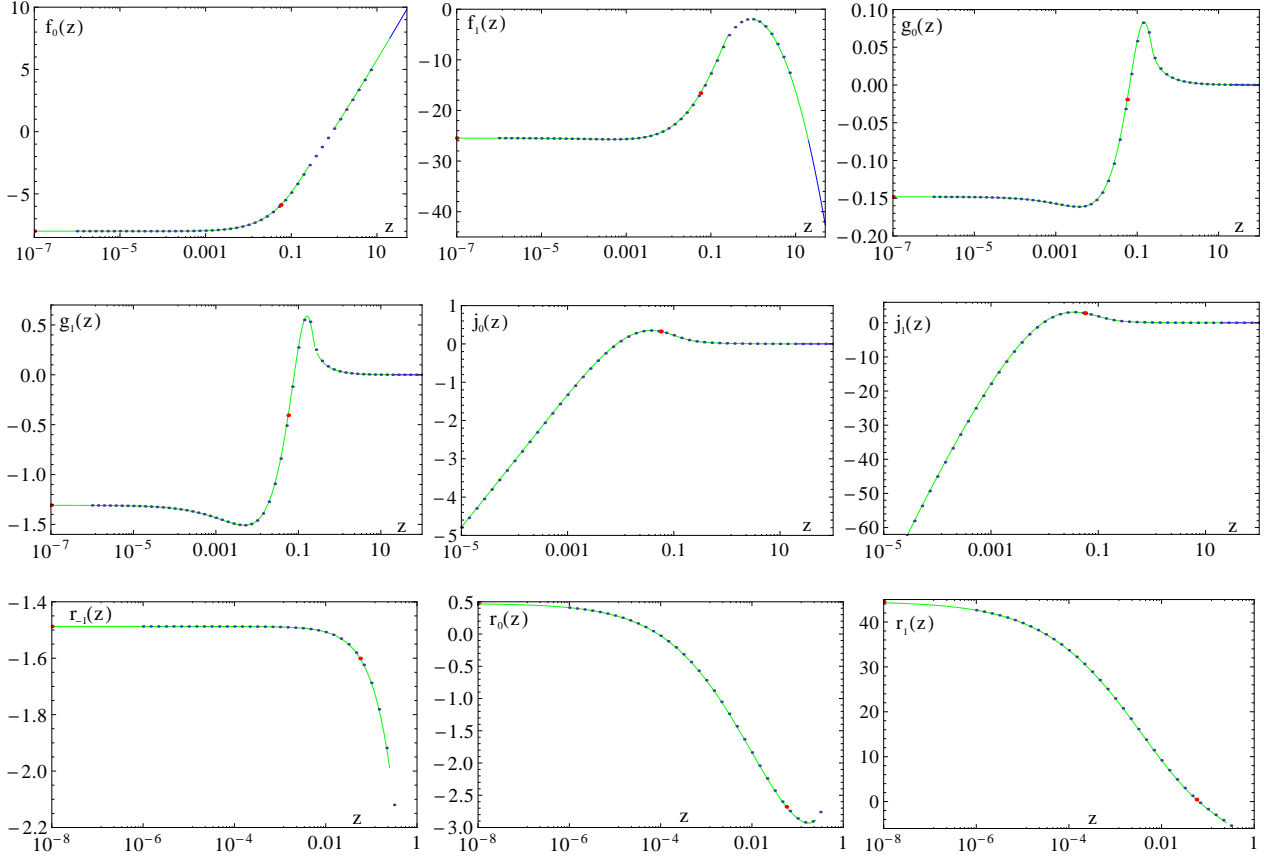 f₀(z)
10
5
0
−5
10⁻⁷ 10⁻⁵ 0.001 0.1 10
z
f₁(z)
0
−10
−20
−30
−40
10⁻⁷ 10⁻⁵ 0.001 0.1 10
z
g₀(z)
0.10
0.05
0.00
−0.05
−0.10
−0.15
−0.20
10⁻⁷ 10⁻⁵ 0.001 0.1 10
z
g₁(z)
0.5
0.0
−0.5
−1.0
−1.5
10⁻⁷ 10⁻⁵ 0.001 0.1 10
z
j₀(z)
1
0
−1
−2
−3
−4
−5
10⁻⁵ 0.001 0.1 10
z
j₁(z)
0
−10
−20
−30
−40
−50
−60
10⁻⁵ 0.001 0.1 10
z
r₋₁(z)
−1.4
−1.6
−1.8
−2.0
−2.2
10⁻⁸ 10⁻⁶ 10⁻⁴ 0.01 1
z
r₀(z)
0.5
0.0
−0.5
−1.0
−1.5
−2.0
−2.5
−3.0
10⁻⁸ 10⁻⁶ 10⁻⁴ 0.01 1
z
r₁(z)
40
30
20
10
0
10⁻⁸ 10⁻⁶ 10⁻⁴ 0.01 1
z